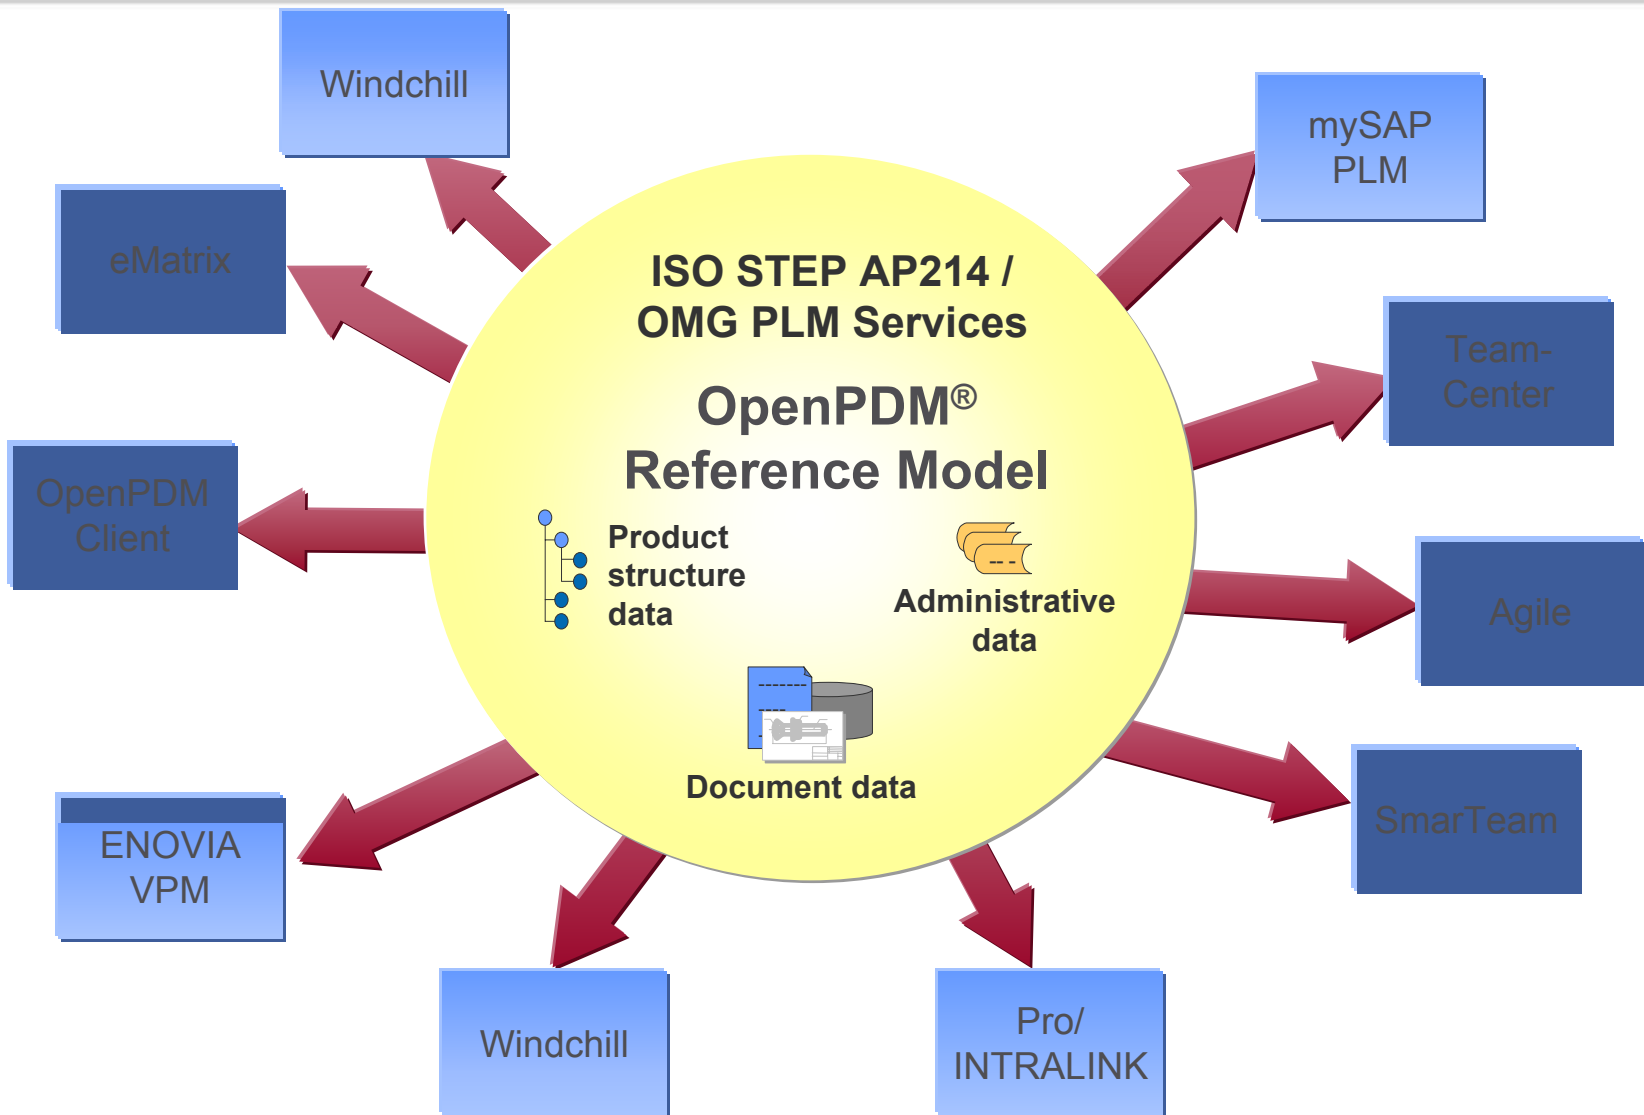 Windchill
mySAP
PLM
eMatrix
ISO STEP AP214 /
OMG PLM Services
Team-
Center
OpenPDM®
Reference Model
OpenPDM
Client
Product
structure
data
Administrative
data
Agile
Document data
SmarTeam
ENOVIA
VPM
Windchill
Pro/
INTRALINK